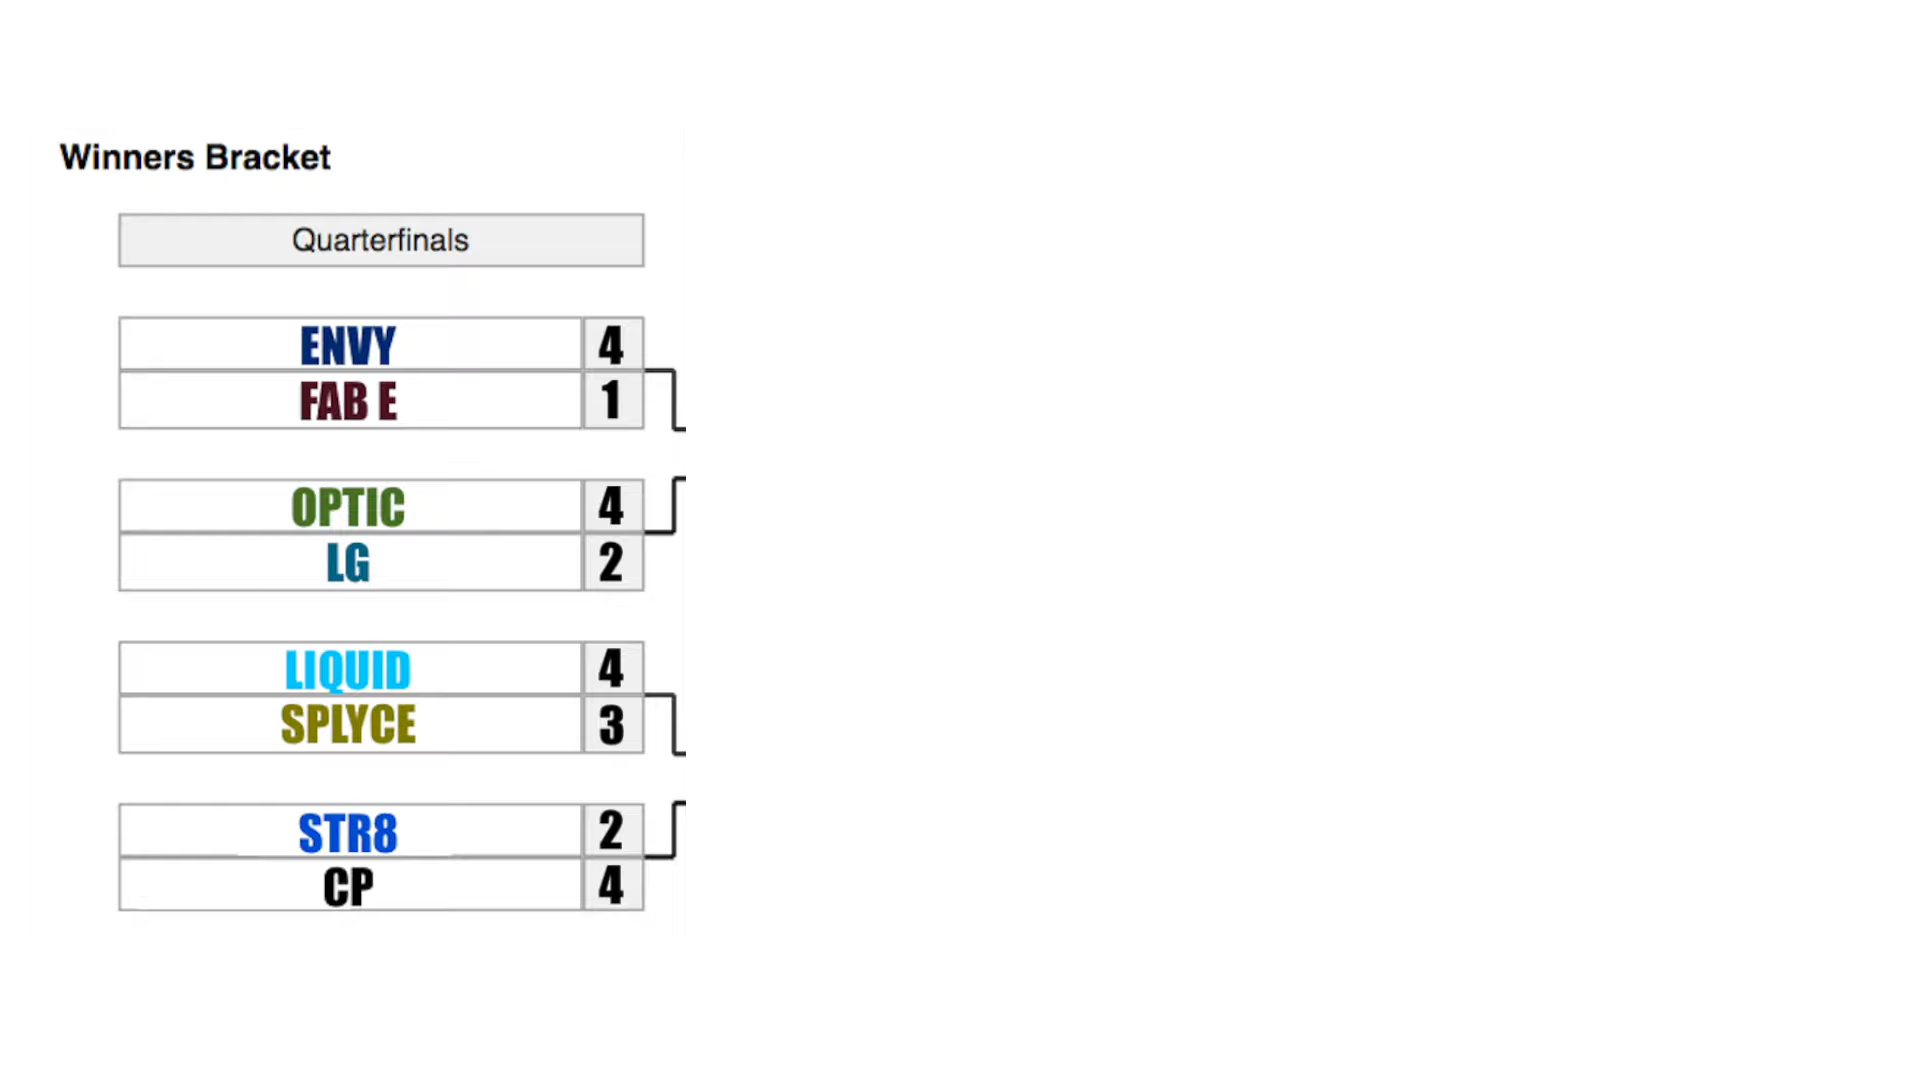 Winners Bracket
Quarterfinals
ENVY 4
FAB E 1
OPTIC 4
LG 2
LIQUID 4
SPLYCE 3
STR8 2
CP 4